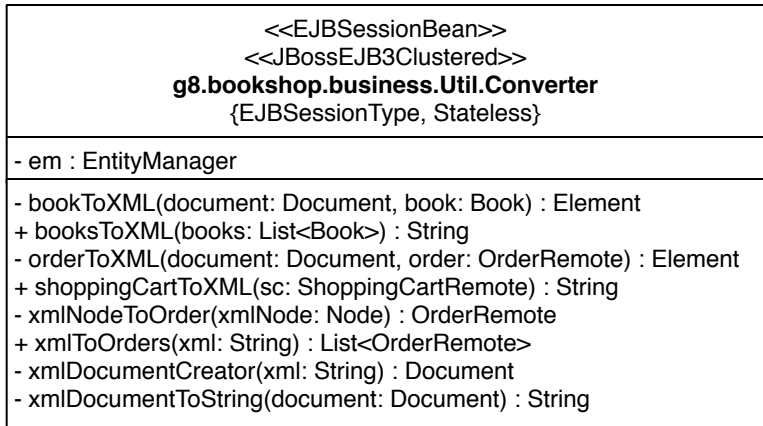 <<EJBSessionBean>>
<<JBossEJB3Clustered>>
g8.bookshop.business.Util.Converter
{EJBSessionType, Stateless}
- em : EntityManager
- bookToXML(document: Document, book: Book) : Element
+ booksToXML(books: List<Book>) : String
- orderToXML(document: Document, order: OrderRemote) : Element
+ shoppingCartToXML(sc: ShoppingCartRemote) : String
- xmlNodeToOrder(xmlNode: Node) : OrderRemote
+ xmlToOrders(xml: String) : List<OrderRemote>
- xmlDocumentCreator(xml: String) : Document
- xmlDocumentToString(document: Document) : String